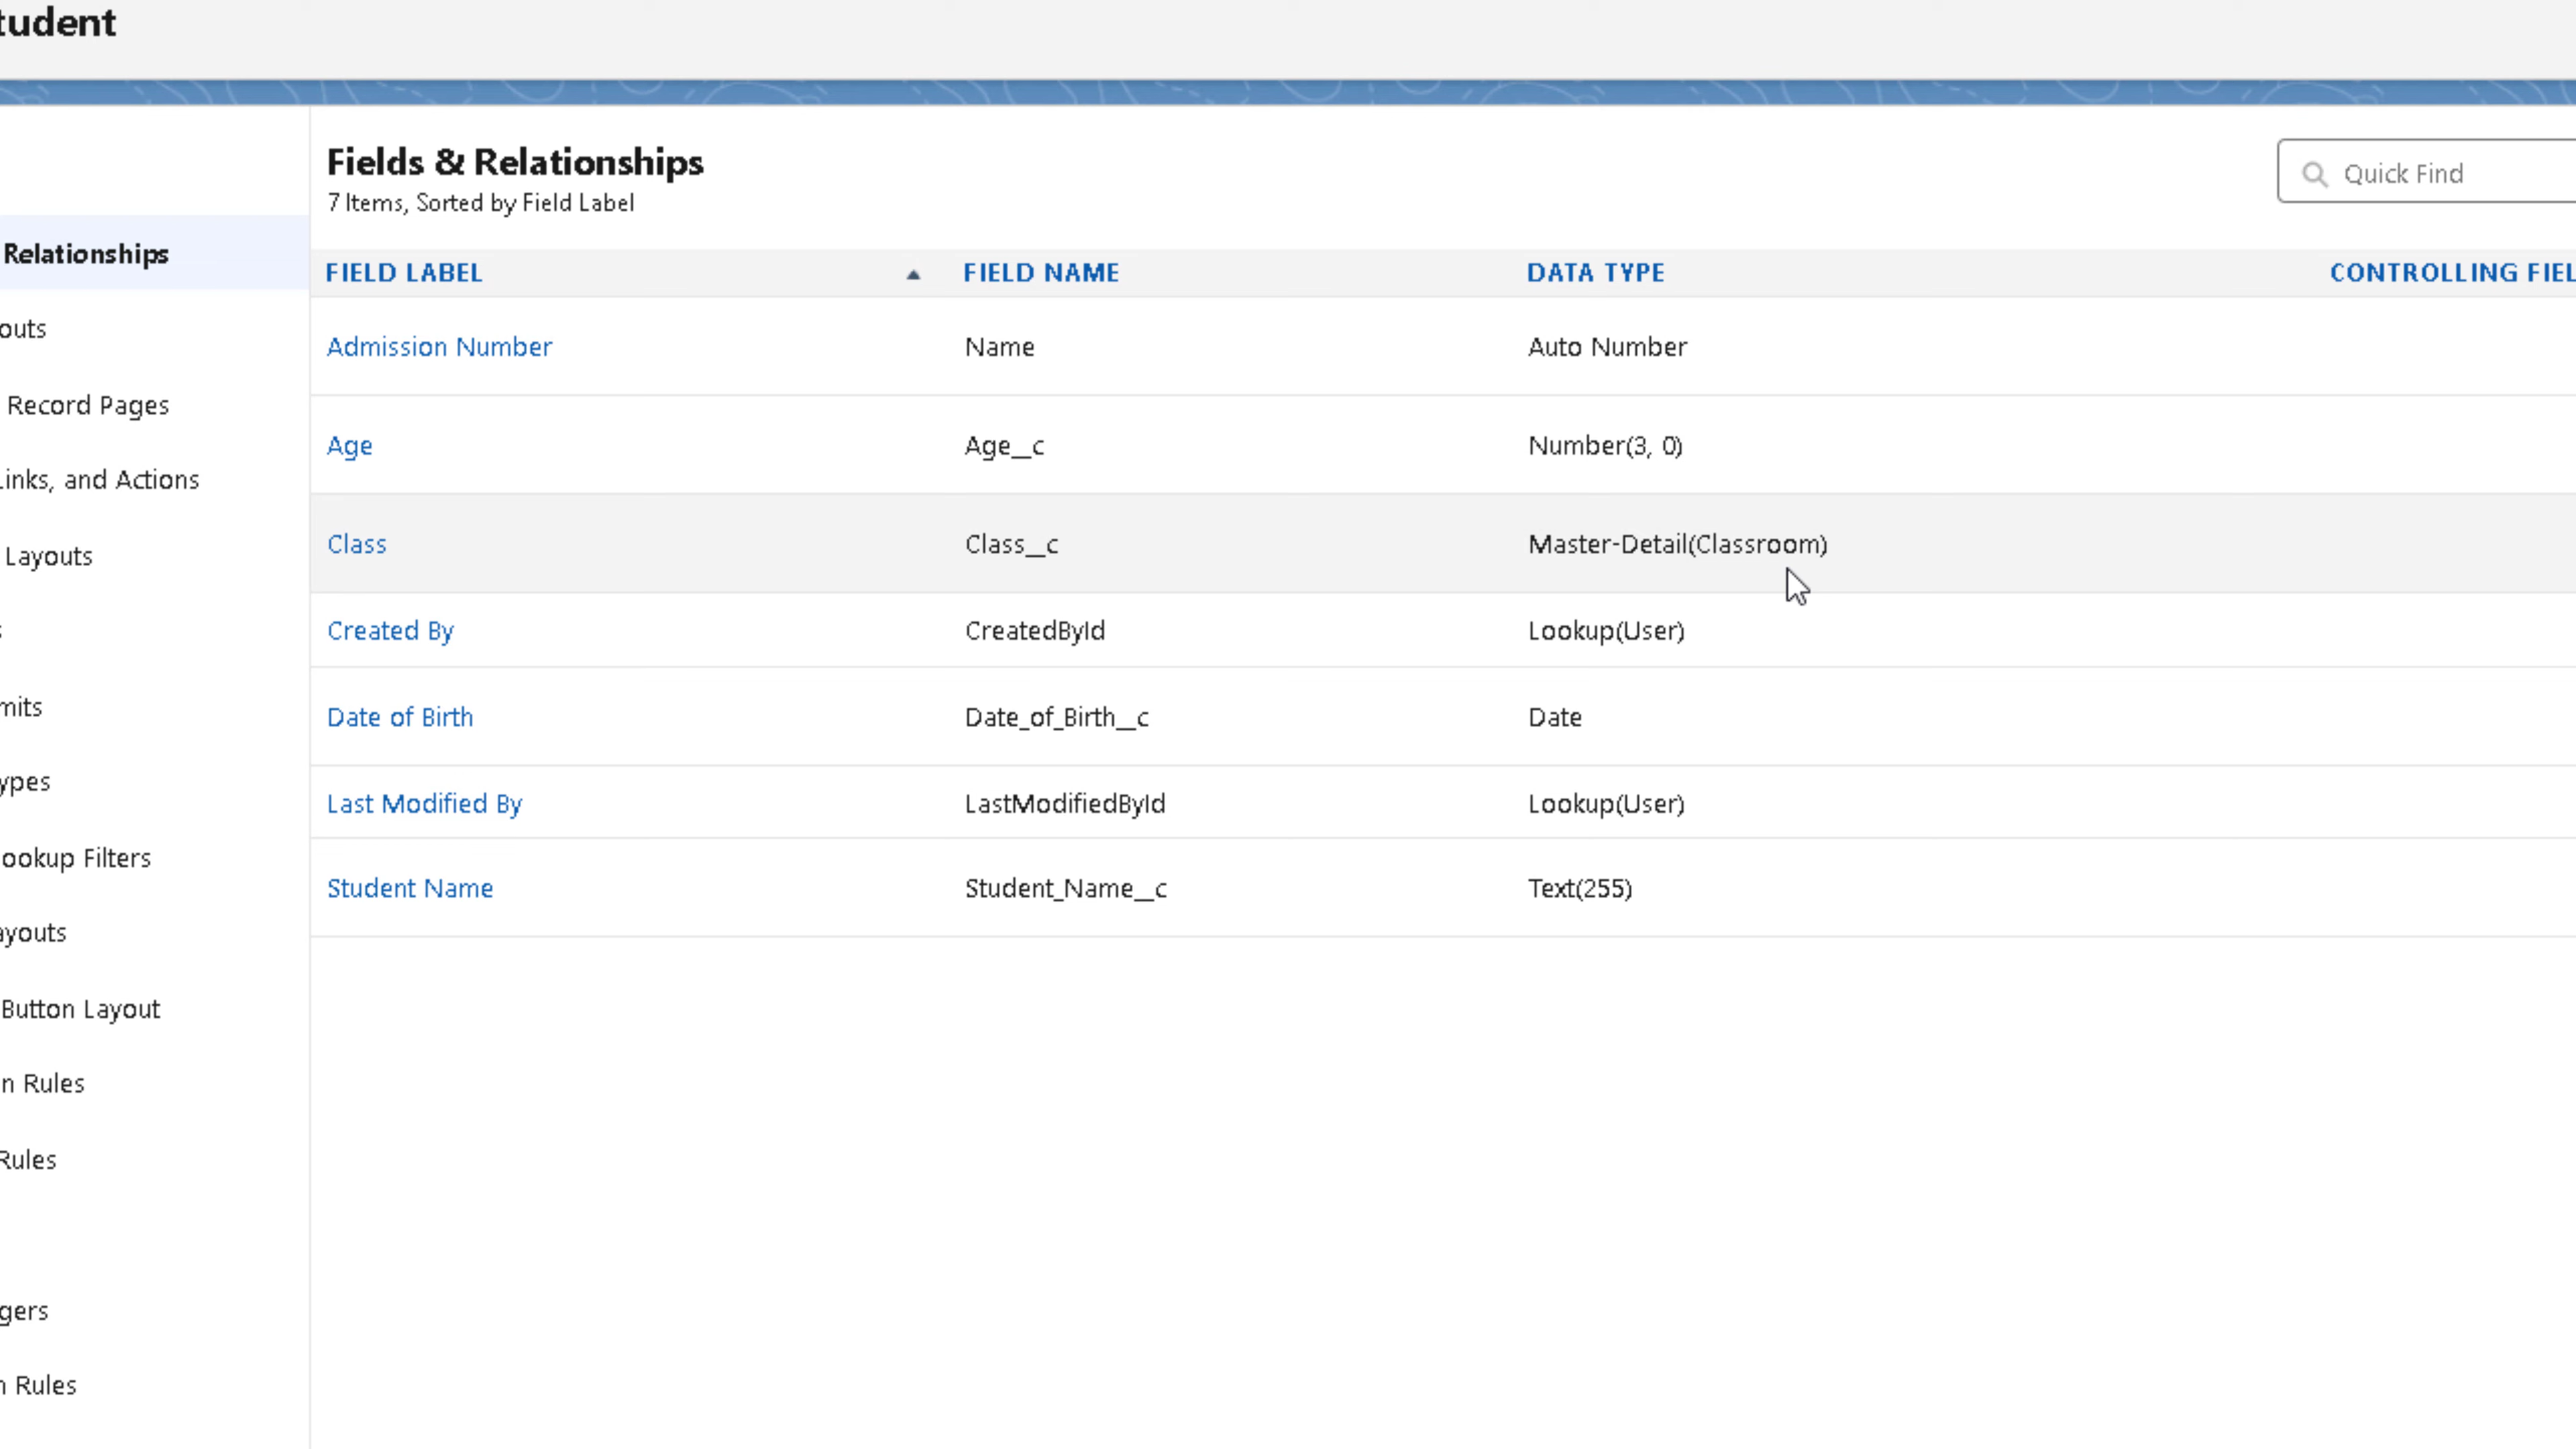 tudent
Fields & Relationships
7 Items, Sorted by Field Label
Quick Find
Relationships
outs
Record Pages
Links, and Actions
Layouts
s
mits
ypes
ookup Filters
ayouts
Button Layout
n Rules
Rules
gers
n Rules
FIELD LABEL FIELD NAME DATA TYPE CONTROLLING FIEL
Admission Number Name Auto Number
Age Age__c Number(3, 0)
Class Class__c Master-Detail(Classroom)
Created By CreatedById Lookup(User)
Date of Birth Date_of_Birth__c Date
Last Modified By LastModifiedById Lookup(User)
Student Name Student_Name__c Text(255)